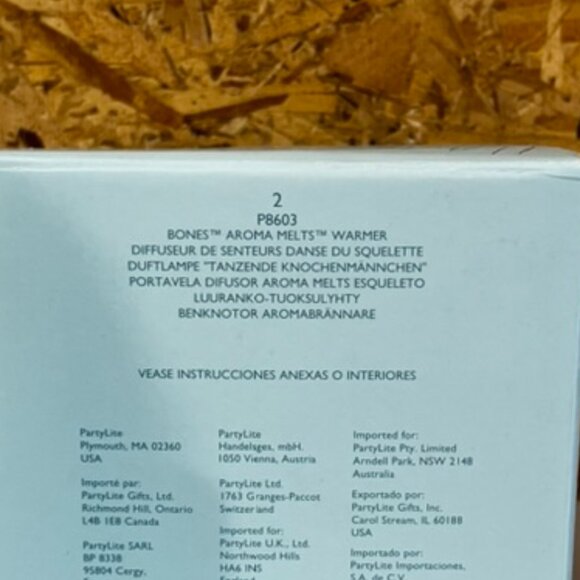 2
P8603
BONES™ AROMA MELTS™ WARMER
DIFFUSEUR DE SENTEURS DANSE DU SQUELETTE
DUFTLAMPE "TANZENDE KNOCHENMÄNNCHEN"
PORTAVELA DIFUSOR AROMA MELTS ESQUELETO
LUURANKO-TUOKSULYHTY
BENKNOTOR AROMABRÄNNARE
VEASE INSTRUCCIONES ANEXAS O INTERIORES
PartyLite
Plymouth, MA 02360
USA
Importé par:
PartyLite Gifts, Ltd.
Richmond Hill, Ontario
L4B 1E8 Canada
PartyLite SARL
BP 8338
95804 Cergy,
PartyLite
Handelsges. mbH.
1050 Vienna, Austria
PartyLite Ltd.
1763 Granges-Paccot
Switzerland
Imported for:
PartyLite U.K., Ltd.
Northwood Hills
HA6 INS
England
Imported for:
PartyLite Pty. Limited
Arndell Park, NSW 2148
Australia
Exportado por:
PartyLite Gifts, Inc.
Carol Stream, IL 60188
USA
Importado por:
PartyLite Importaciones,
S.A. de C.V.